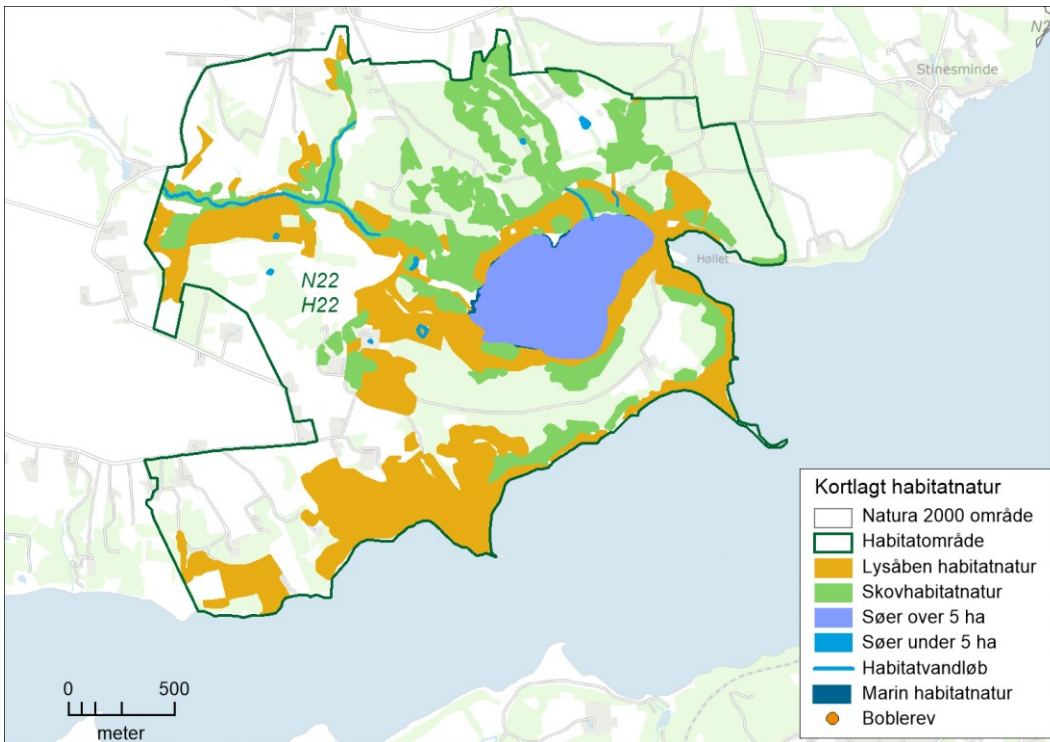 N2
Stinesminde
Høllet
N22
H22
Kortlagt habitatnatur
Natura 2000 område
Habitatområde
Lysåben habitatnatur
Skovhabitatnatur
Søer over 5 ha
Søer under 5 ha
Habitatvandløb
Marin habitatnatur
Boblerev
0 500
meter